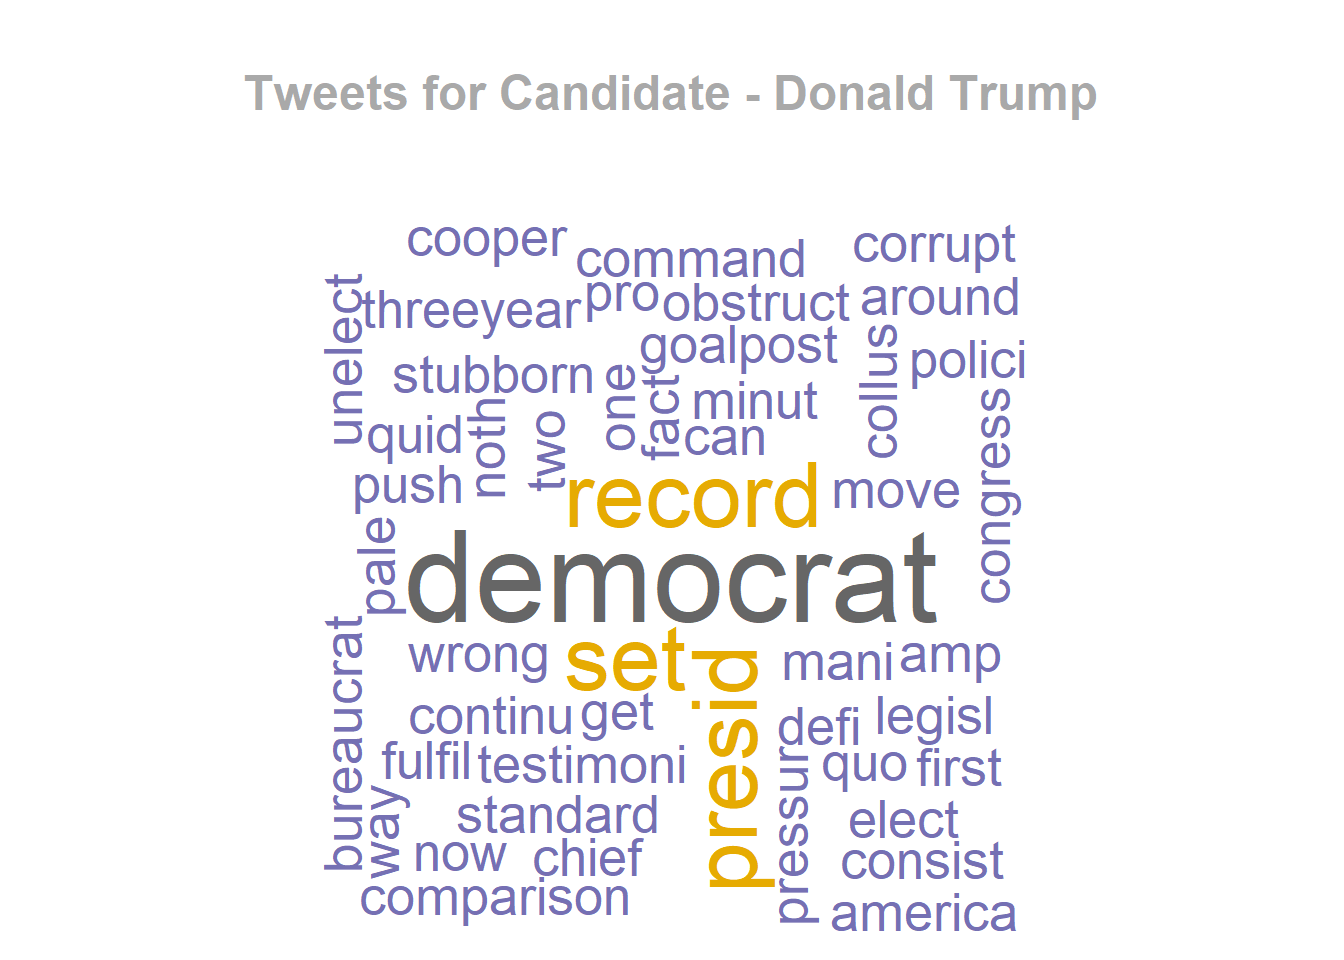 Tweets for Candidate - Donald Trump
cooper
command
corrupt
unelect
threeyear
pro
obstruct
around
goalpost
collus
polici
stubborn
one
fact
minut
congress
quid
noth
two
can
push
record
move
pale
democrat
bureaucrat
wrong
set
presid
mani
amp
continu
get
defi
legisl
fulfil
testimoni
pressur
quo
first
way
standard
elect
now
chief
consist
comparison
america